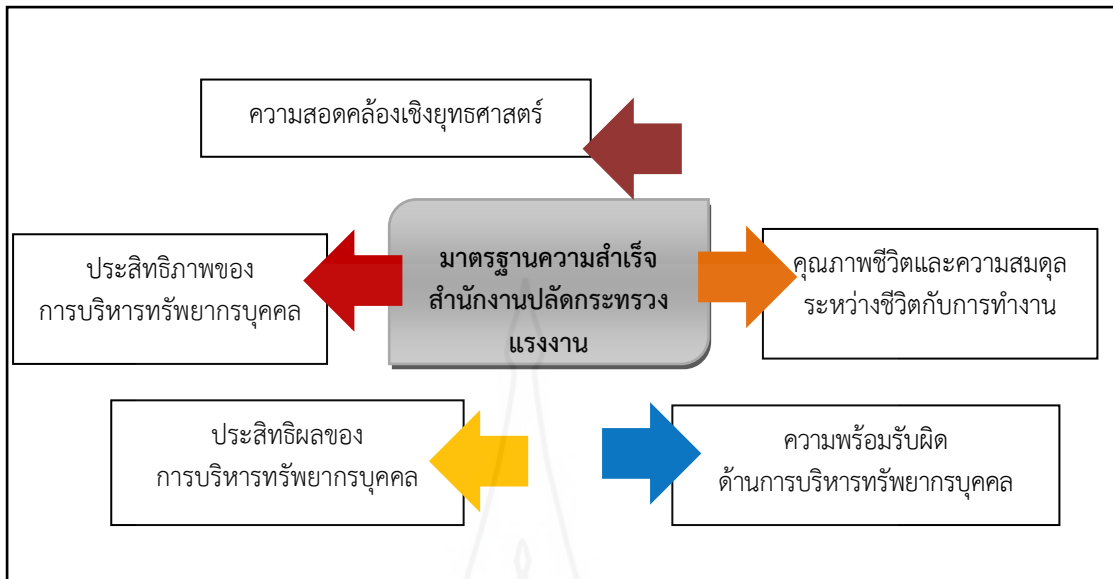 ความสอดคล้องเชิงยุทธศาสตร์
ประสิทธิภาพของ
การบริหารทรัพยากรบุคคล
มาตรฐานความสำเร็จ
สำนักงานปลัดกระทรวง
แรงงาน
คุณภาพชีวิตและความสมดุล
ระหว่างชีวิตกับการทำงาน
ประสิทธิผลของ
การบริหารทรัพยากรบุคคล
ความพร้อมรับผิด
ด้านการบริหารทรัพยากรบุคคล